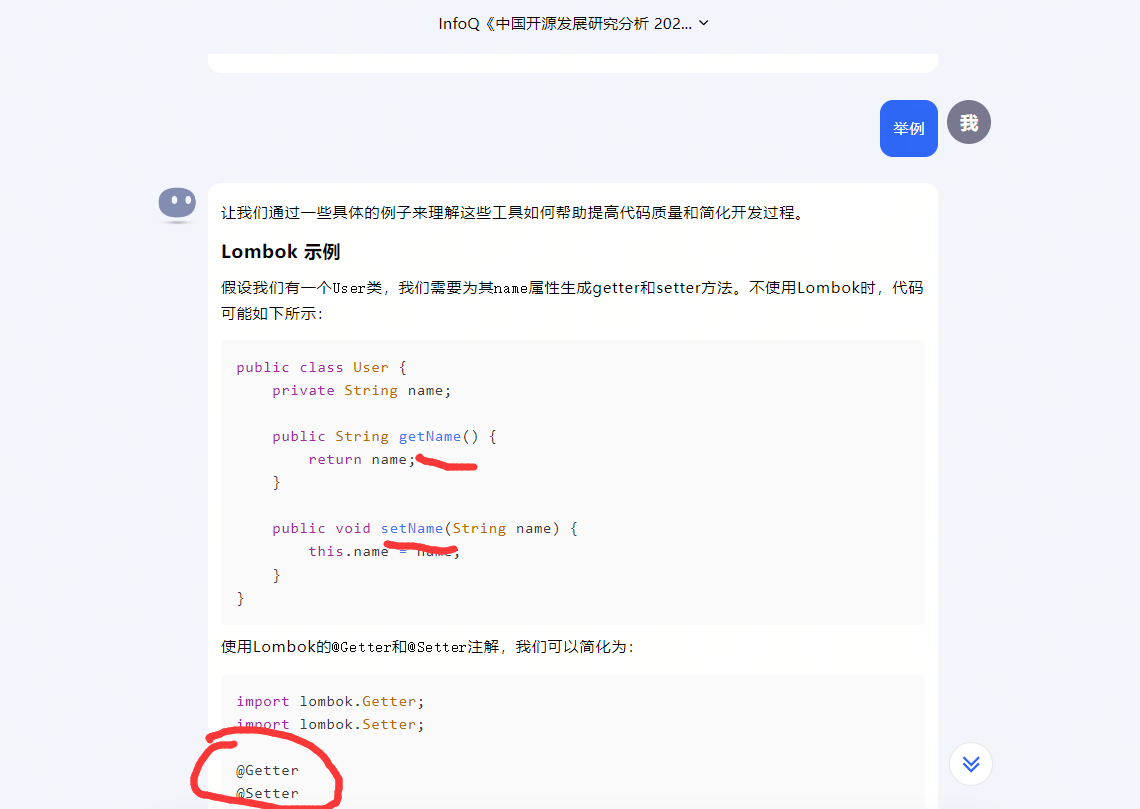 InfoQ《中国开源发展研究分析 202...
举例
我
让我们通过一些具体的例子来理解这些工具如何帮助提高代码质量和简化开发过程。
Lombok 示例
假设我们有一个User类，我们需要为其name属性生成getter和setter方法。不使用Lombok时，代码
可能如下所示：
public class User {
    private String name;
    public String getName() {
        return name;
    }
    public void setName(String name) {
        this.name = name;
    }
}
使用Lombok的@Getter和@Setter注解，我们可以简化为：
import lombok.Getter;
import lombok.Setter;
@Getter
@Setter